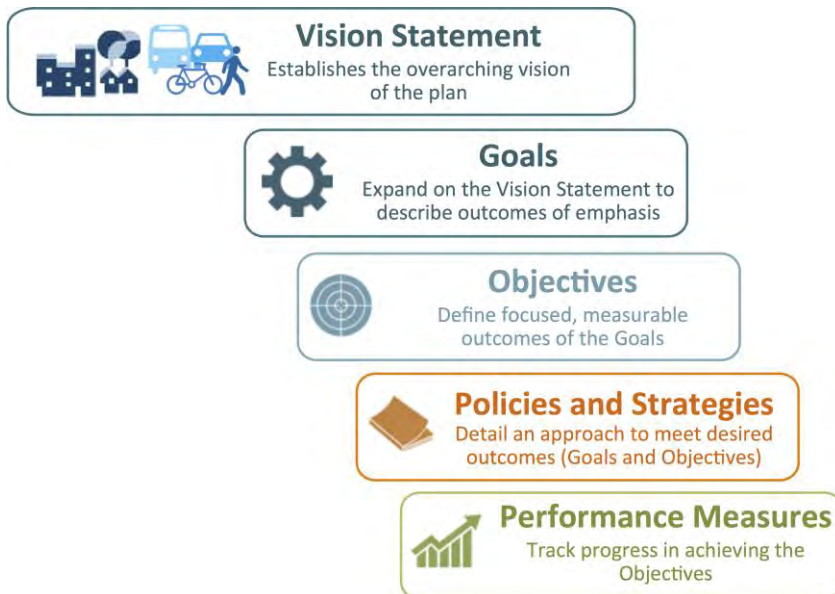 Vision Statement
Establishes the overarching vision
of the plan
Goals
Expand on the Vision Statement to
describe outcomes of emphasis
Objectives
Define focused, measurable
outcomes of the Goals
Policies and Strategies
Detail an approach to meet desired
outcomes (Goals and Objectives)
Performance Measures
Track progress in achieving the
Objectives